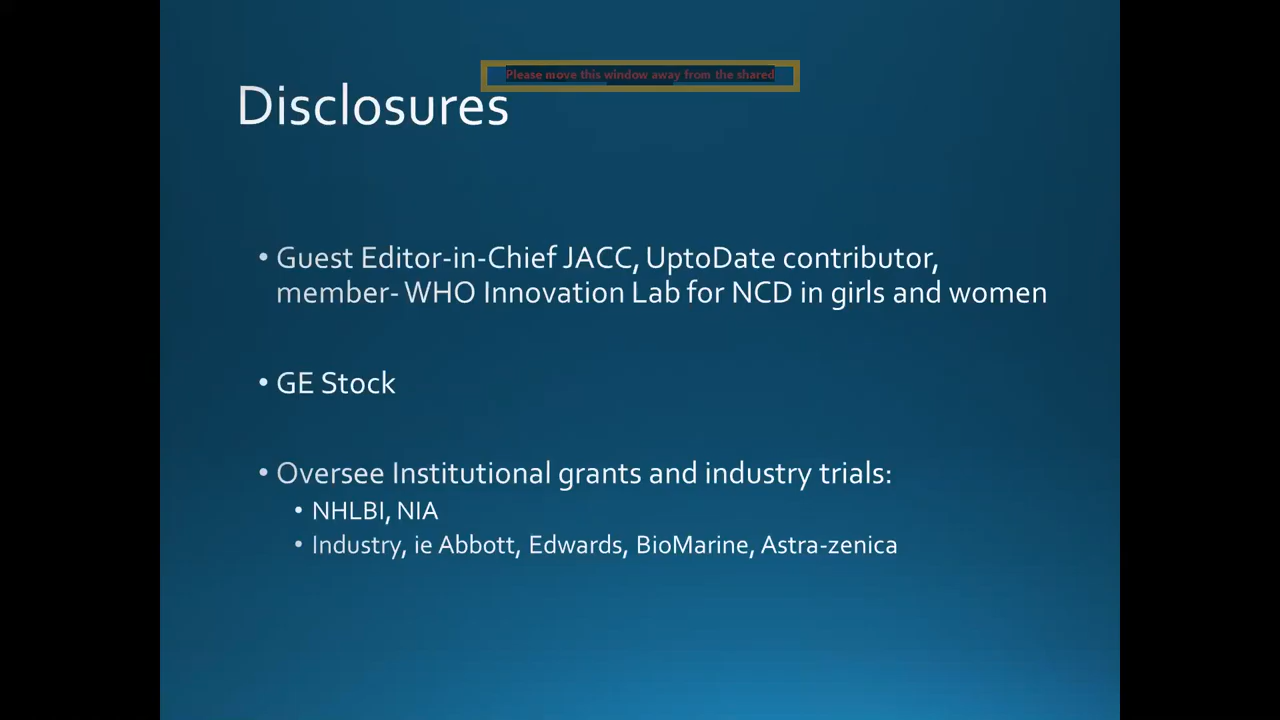 Please move this window away from the shared
Disclosures
• Guest Editor-in-Chief JACC, UptoDate contributor,
member- WHO Innovation Lab for NCD in girls and women
• GE Stock
• Oversee Institutional grants and industry trials:
• NHLBI, NIA
• Industry, ie Abbott, Edwards, BioMarine, Astra-zenica